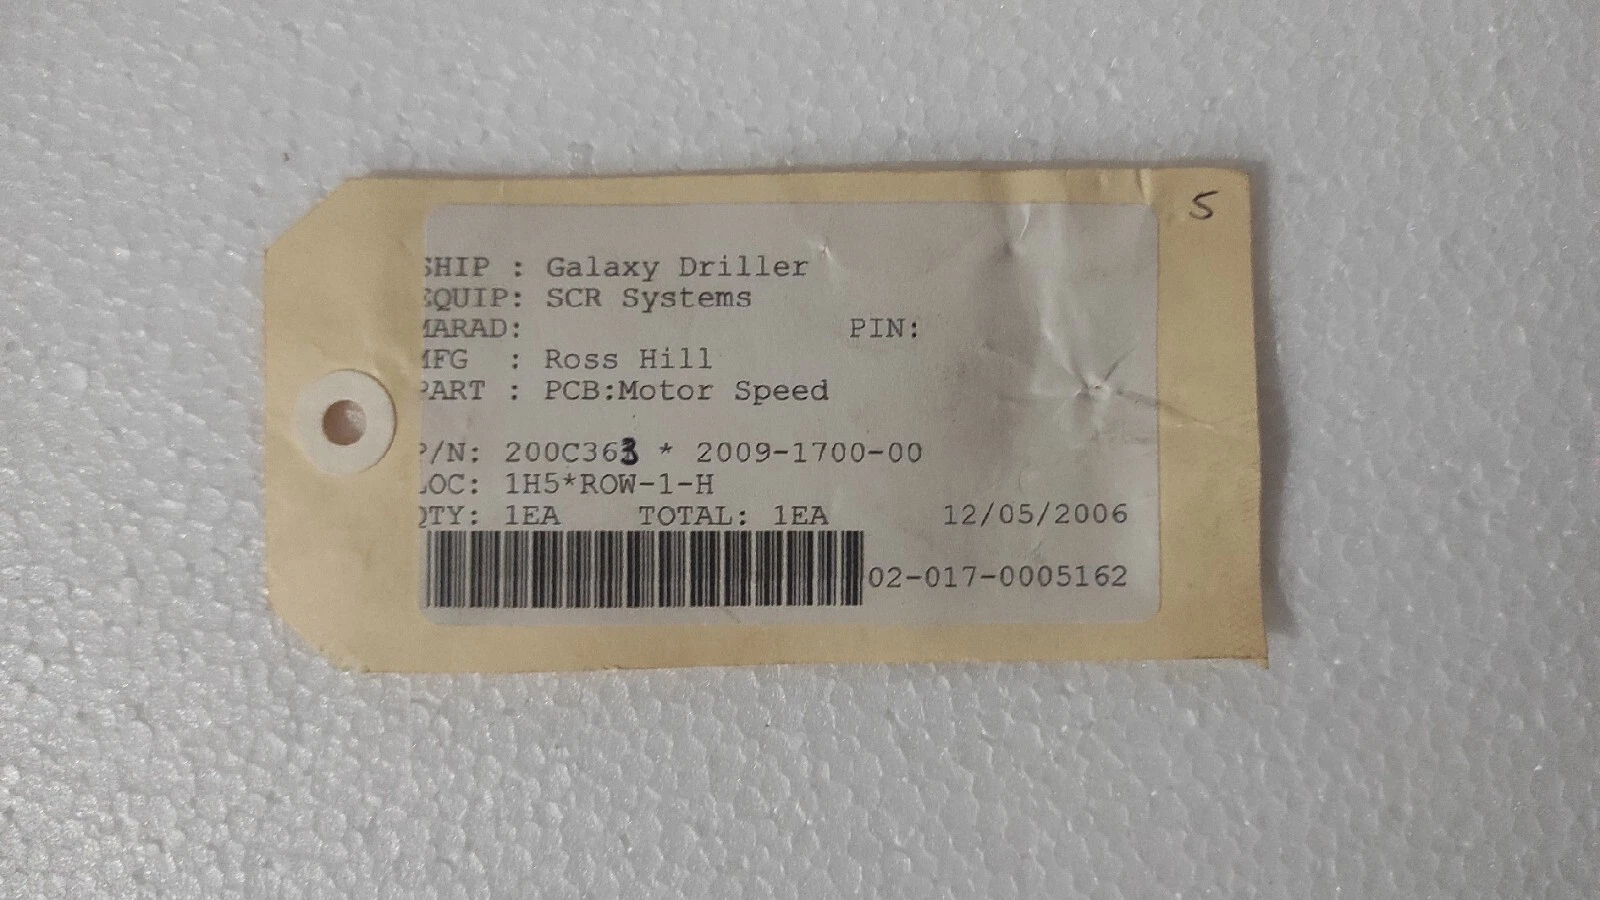 5
SHIP : Galaxy Driller
EQUIP: SCR Systems
MARAD: PIN:
MFG : Ross Hill
PART : PCB:Motor Speed
P/N: 200C363 * 2009-1700-00
LOC: 1H5*ROW-1-H
QTY: 1EA TOTAL: 1EA 12/05/2006
02-017-0005162